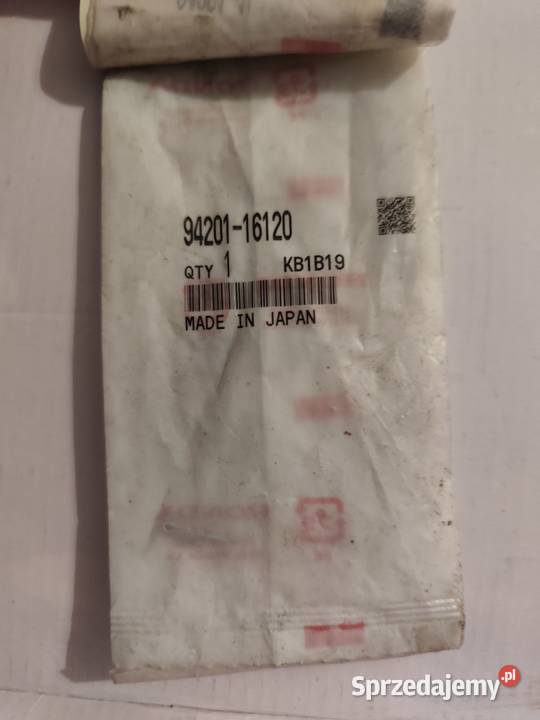 94201-16120
QTY 1 KB1B19
MADE IN JAPAN
Sprzedajemy.pl